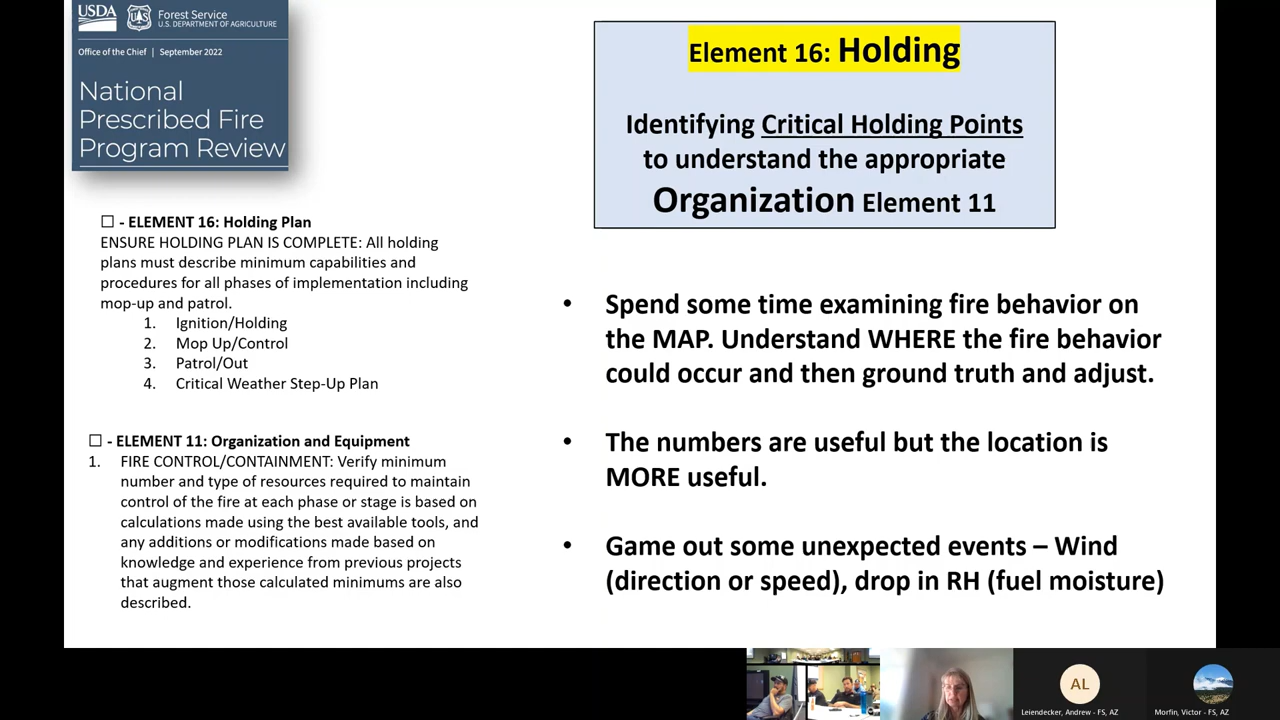 USDA
Forest Service
U.S. DEPARTMENT OF AGRICULTURE
Office of the Chief | September 2022
National
Prescribed Fire
Program Review
☐ - ELEMENT 16: Holding Plan
ENSURE HOLDING PLAN IS COMPLETE: All holding
plans must describe minimum capabilities and
procedures for all phases of implementation including
mop-up and patrol.
1. Ignition/Holding
2. Mop Up/Control
3. Patrol/Out
4. Critical Weather Step-Up Plan
☐ - ELEMENT 11: Organization and Equipment
1. FIRE CONTROL/CONTAINMENT: Verify minimum
number and type of resources required to maintain
control of the fire at each phase or stage is based on
calculations made using the best available tools, and
any additions or modifications made based on
knowledge and experience from previous projects
that augment those calculated minimums are also
described.
Element 16: Holding
Identifying Critical Holding Points
to understand the appropriate
Organization Element 11
• Spend some time examining fire behavior on
the MAP. Understand WHERE the fire behavior
could occur and then ground truth and adjust.
• The numbers are useful but the location is
MORE useful.
• Game out some unexpected events – Wind
(direction or speed), drop in RH (fuel moisture)
AL
Leiendecker, Andrew - FS, AZ
Morfin, Victor - FS, AZ